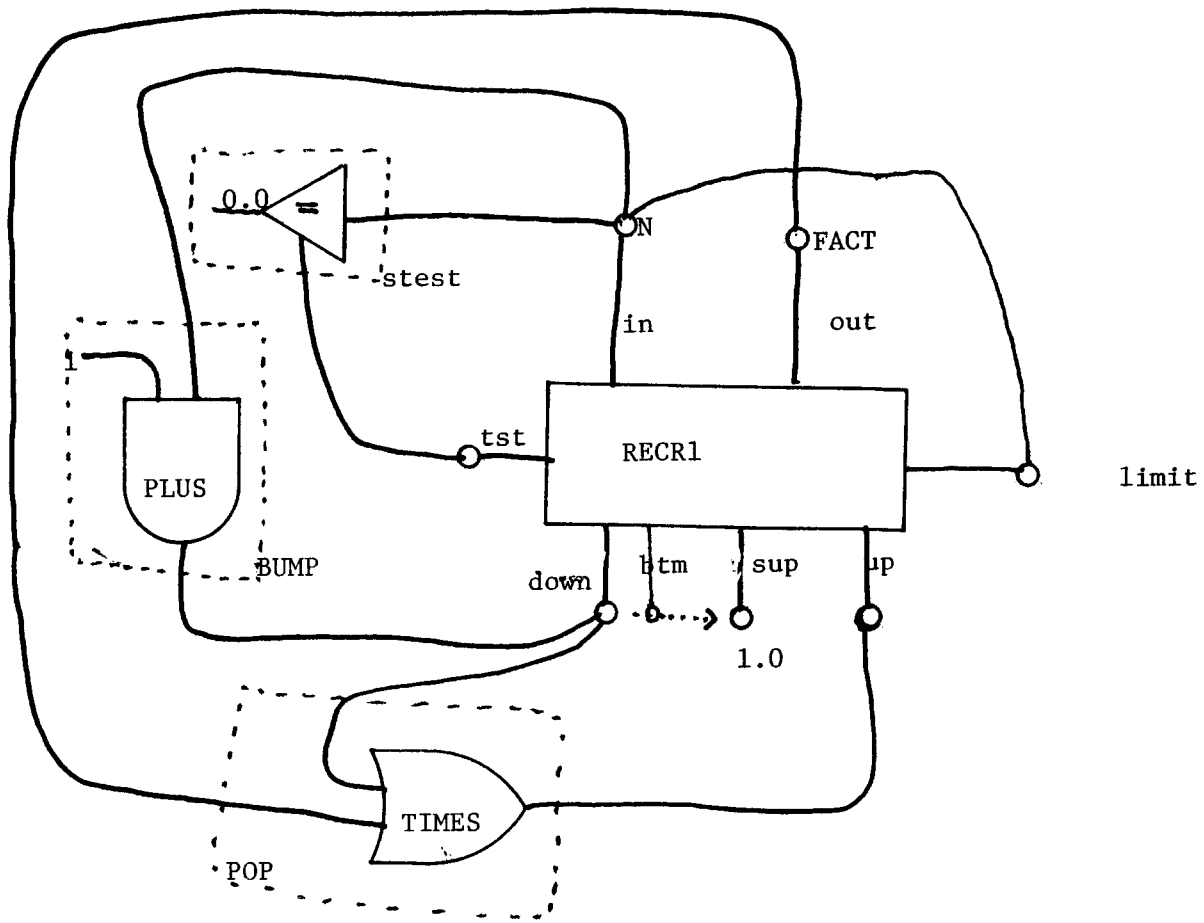 0.0 =
N
FACT
stest
in
out
1
tst
RECR1
PLUS
limit
BUMP
down
btm
sup
up
1.0
TIMES
POP